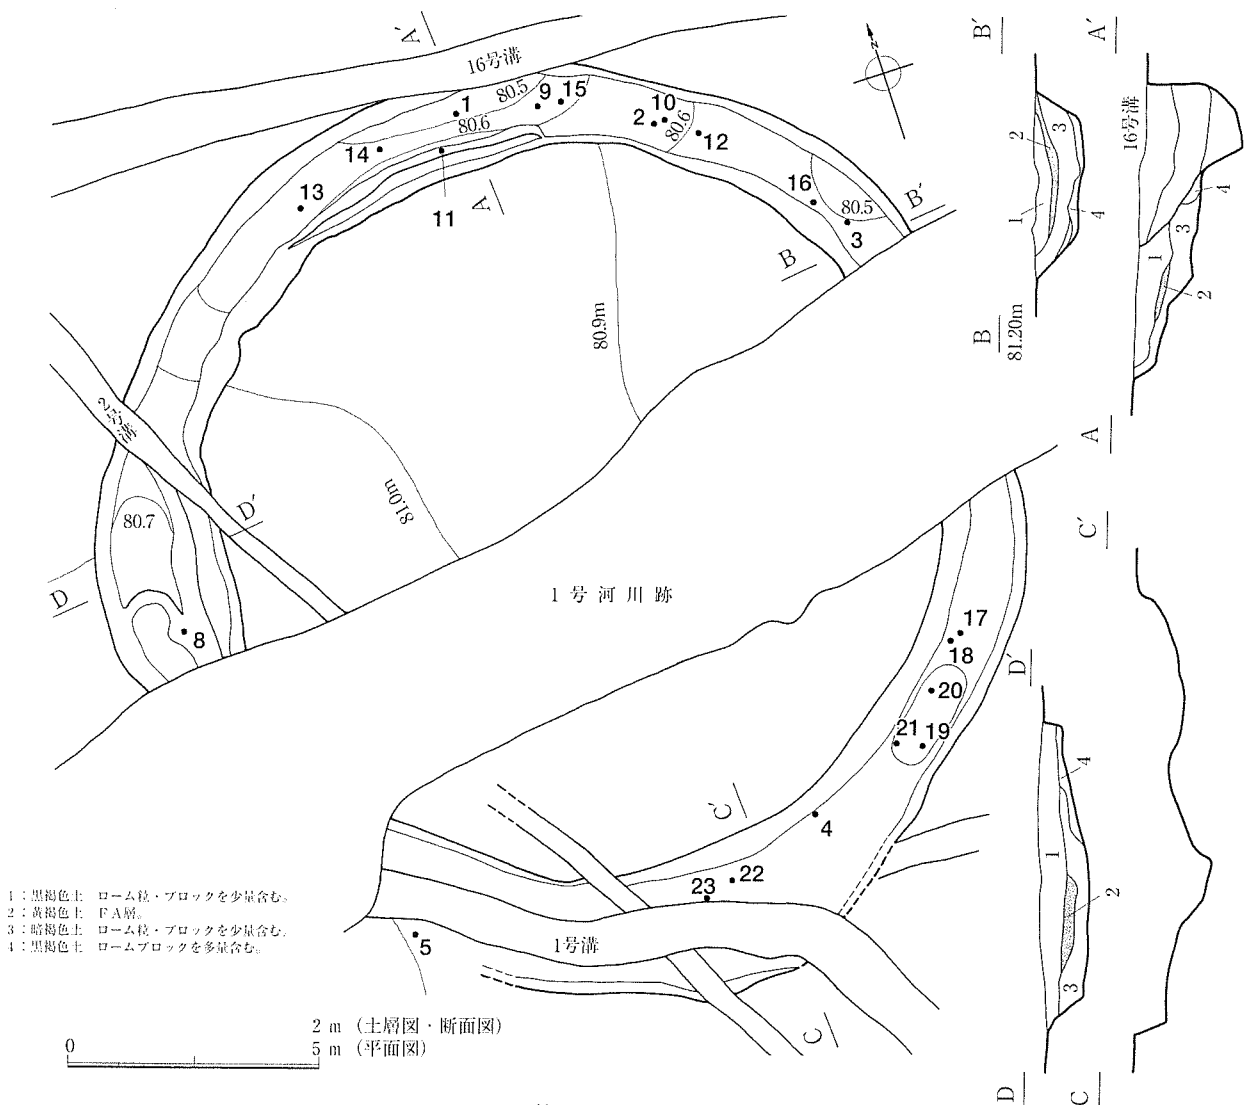 A'
16号溝
N
B'
A'
1
80.5
9
15
80.6
10
2
80.6
12
14
13
11
A
16
80.5
3
B'
B
2
3
1
4
16号溝
4
3
1
2
B
81.20m
A
80.9m
2号溝
81.0m
D'
80.7
D
8
1号河川跡
C'
17
18
20
21
19
D'
C'
4
22
23
5
1号溝
C
4
1
2
3
D
C
1：黒褐色土　ローム粒・ブロックを少量含む。
2：黄褐色土　ＦＡ層。
3：暗褐色土　ローム粒・ブロックを少量含む。
4：黒褐色土　ロームブロックを多量含む。
0
2 m (土層図・断面図)
5 m (平面図)